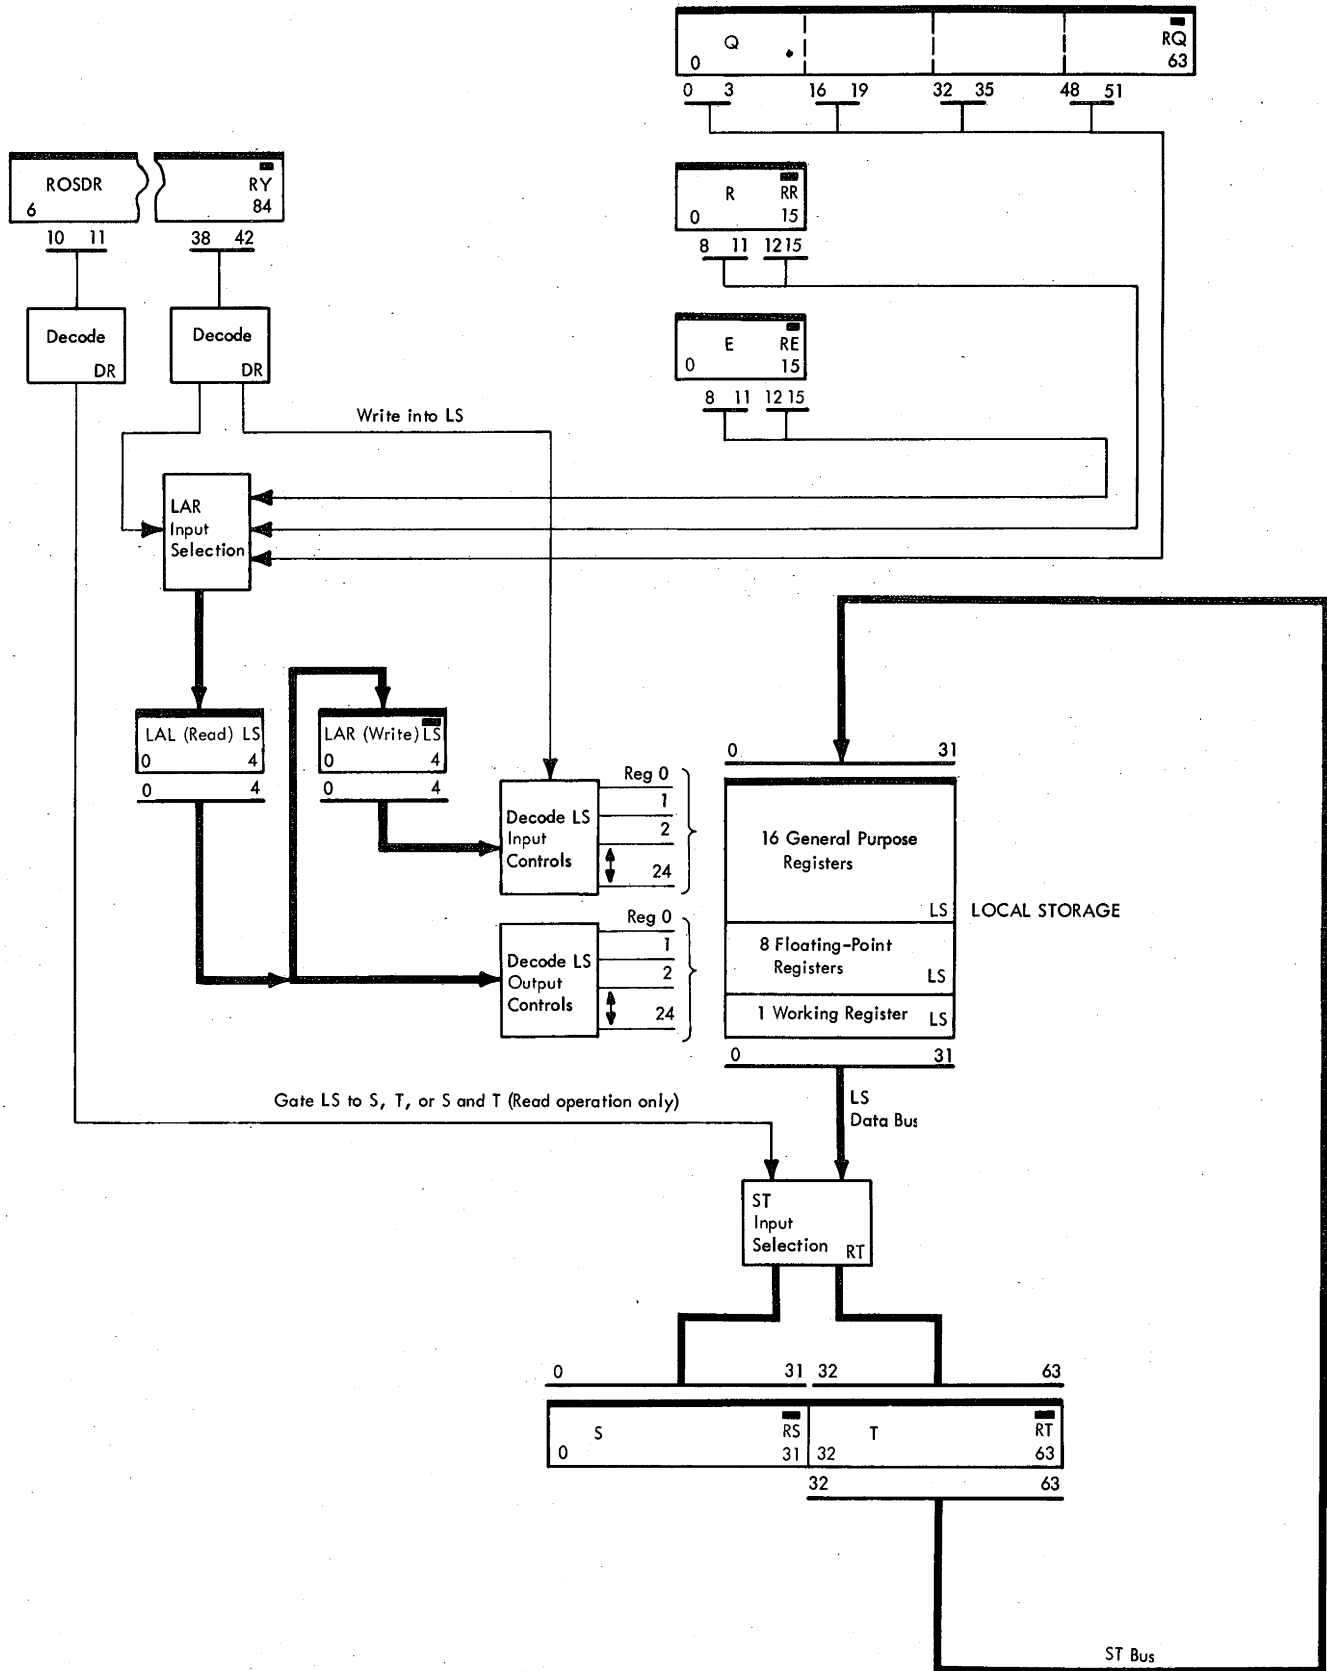 Q RQ
0 63
0 3 16 19 32 35 48 51
ROSDR RY
6 84
10 11 38 42
R RR
0 15
8 11 12 15
Decode DR
Decode DR
E RE
0 15
8 11 12 15
Write into LS
LAR
Input
Selection
LAL (Read) LS
0 4
0 4
LAR (Write) LS
0 4
0 4
Decode LS
Input
Controls
Reg 0
1
2
24
Decode LS
Output
Controls
Reg 0
1
2
24
0 31
16 General Purpose
Registers
LS
LOCAL STORAGE
8 Floating-Point
Registers
LS
1 Working Register LS
0 31
LS
Data Bus
Gate LS to S, T, or S and T (Read operation only)
ST
Input
Selection RT
0 31 32 63
S RS T RT
0 31 32 63
32 63
ST Bus